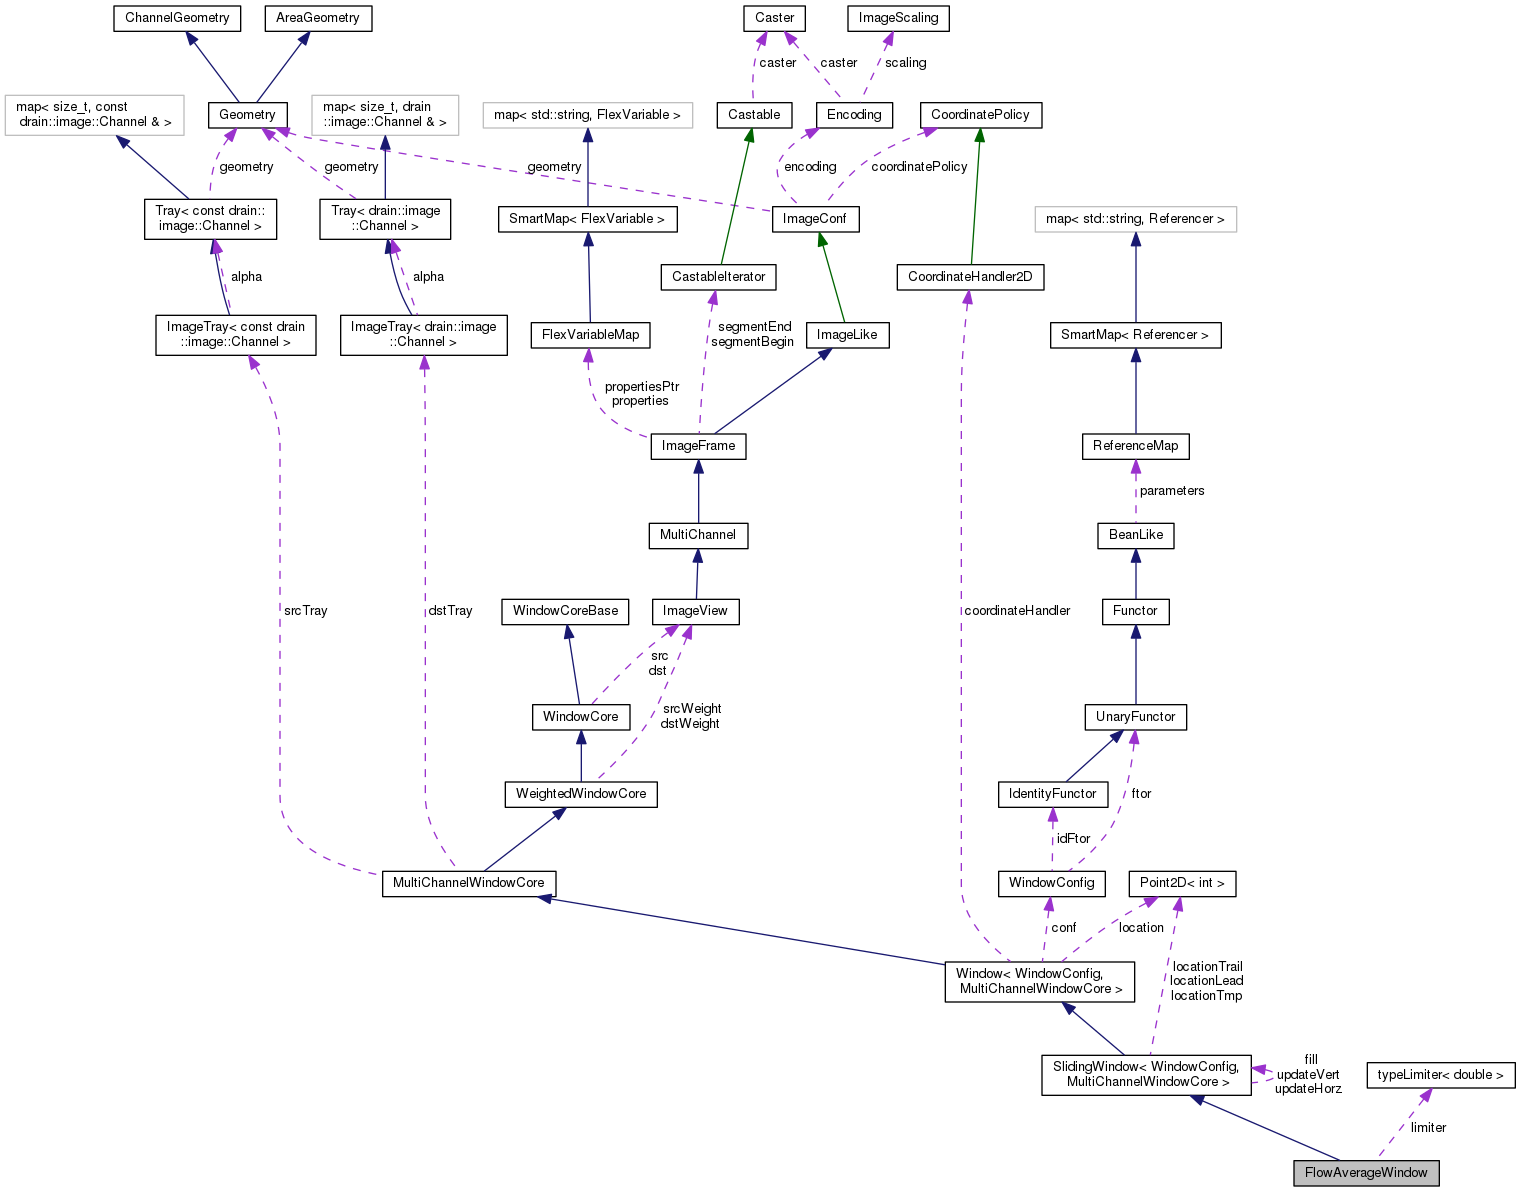 ChannelGeometry
AreaGeometry
Caster
ImageScaling
caster
caster
scaling
map< size_t, const
drain::image::Channel & >
Geometry
map< size_t, drain
::image::Channel & >
map< std::string, FlexVariable >
Castable
Encoding
CoordinatePolicy
geometry
geometry
geometry
encoding
coordinatePolicy
Tray< const drain::
image::Channel >
Tray< drain::image
::Channel >
SmartMap< FlexVariable >
ImageConf
map< std::string, Referencer >
alpha
alpha
CastableIterator
CoordinateHandler2D
ImageTray< const drain
::image::Channel >
ImageTray< drain::image
::Channel >
FlexVariableMap
segmentEnd
segmentBegin
ImageLike
SmartMap< Referencer >
propertiesPtr
properties
ImageFrame
ReferenceMap
parameters
MultiChannel
BeanLike
srcTray
dstTray
WindowCoreBase
ImageView
coordinateHandler
Functor
src
dst
WindowCore
srcWeight
dstWeight
UnaryFunctor
WeightedWindowCore
IdentityFunctor
ftor
idFtor
MultiChannelWindowCore
WindowConfig
Point2D< int >
conf
location
Window< WindowConfig,
MultiChannelWindowCore >
locationTrail
locationLead
locationTmp
SlidingWindow< WindowConfig,
MultiChannelWindowCore >
fill
updateVert
updateHorz
typeLimiter< double >
limiter
FlowAverageWindow